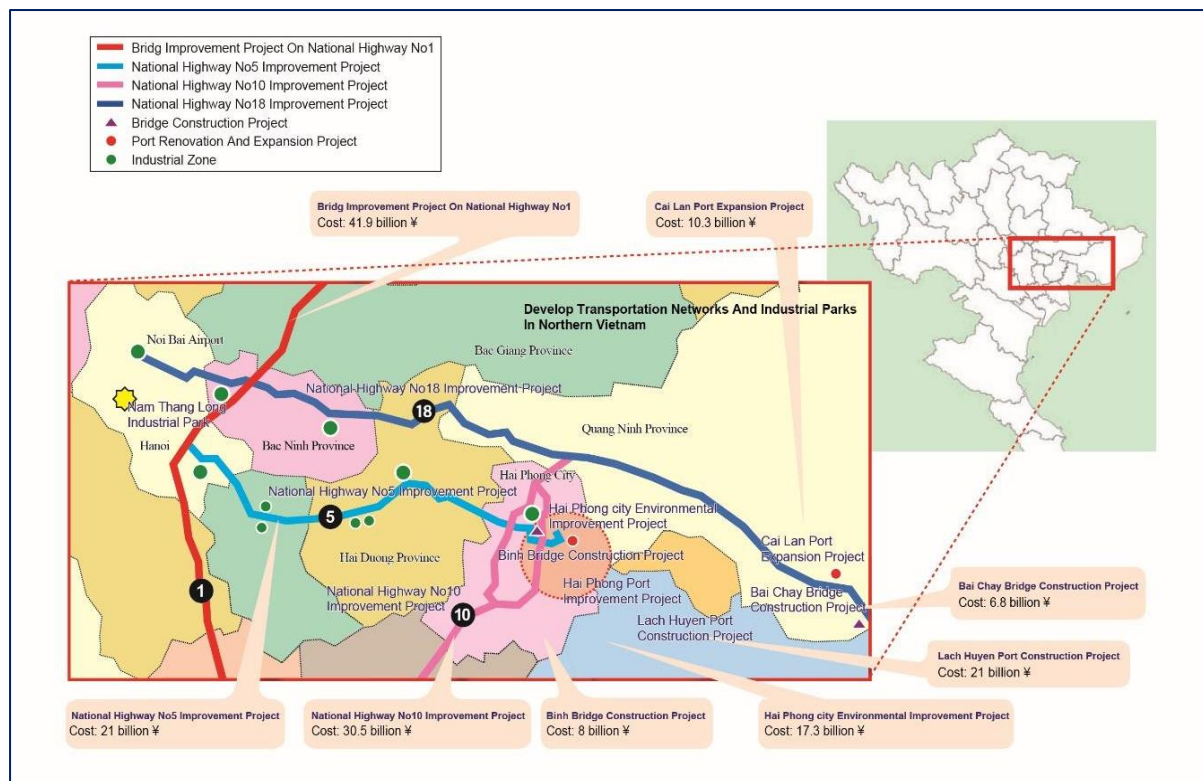 Bridg Improvement Project On National Highway No1
National Highway No5 Improvement Project
National Highway No10 Improvement Project
National Highway No18 Improvement Project
Bridge Construction Project
Port Renovation And Expansion Project
Industrial Zone
Bridg Improvement Project On National Highway No1
Cost: 41.9 billion ¥
Cai Lan Port Expansion Project
Cost: 10.3 billion ¥
Develop Transportation Networks And Industrial Parks
In Northern Vietnam
Noi Bai Airport
Bac Giang Province
National Highway No18 Improvement Project
18
Nam Thang Long
Industrial Park
Hanoi
Bac Ninh Province
Quang Ninh Province
Hai Phong City
National Highway No5 Improvement Project
5
Hai Phong city Environmental
Improvement Project
Hai Duong Province
Binh Bridge Construction Project
Cai Lan Port
Expansion Project
1
National Highway No10
Improvement Project
10
Hai Phong Port
Improvement Project
Bai Chay Bridge
Construction Project
Lach Huyen Port
Construction Project
Bai Chay Bridge Construction Project
Cost: 6.8 billion ¥
Lach Huyen Port Construction Project
Cost: 21 billion ¥
National Highway No5 Improvement Project
Cost: 21 billion ¥
National Highway No10 Improvement Project
Cost: 30.5 billion ¥
Binh Bridge Construction Project
Cost: 8 billion ¥
Hai Phong city Environmental Improvement Project
Cost: 17.3 billion ¥